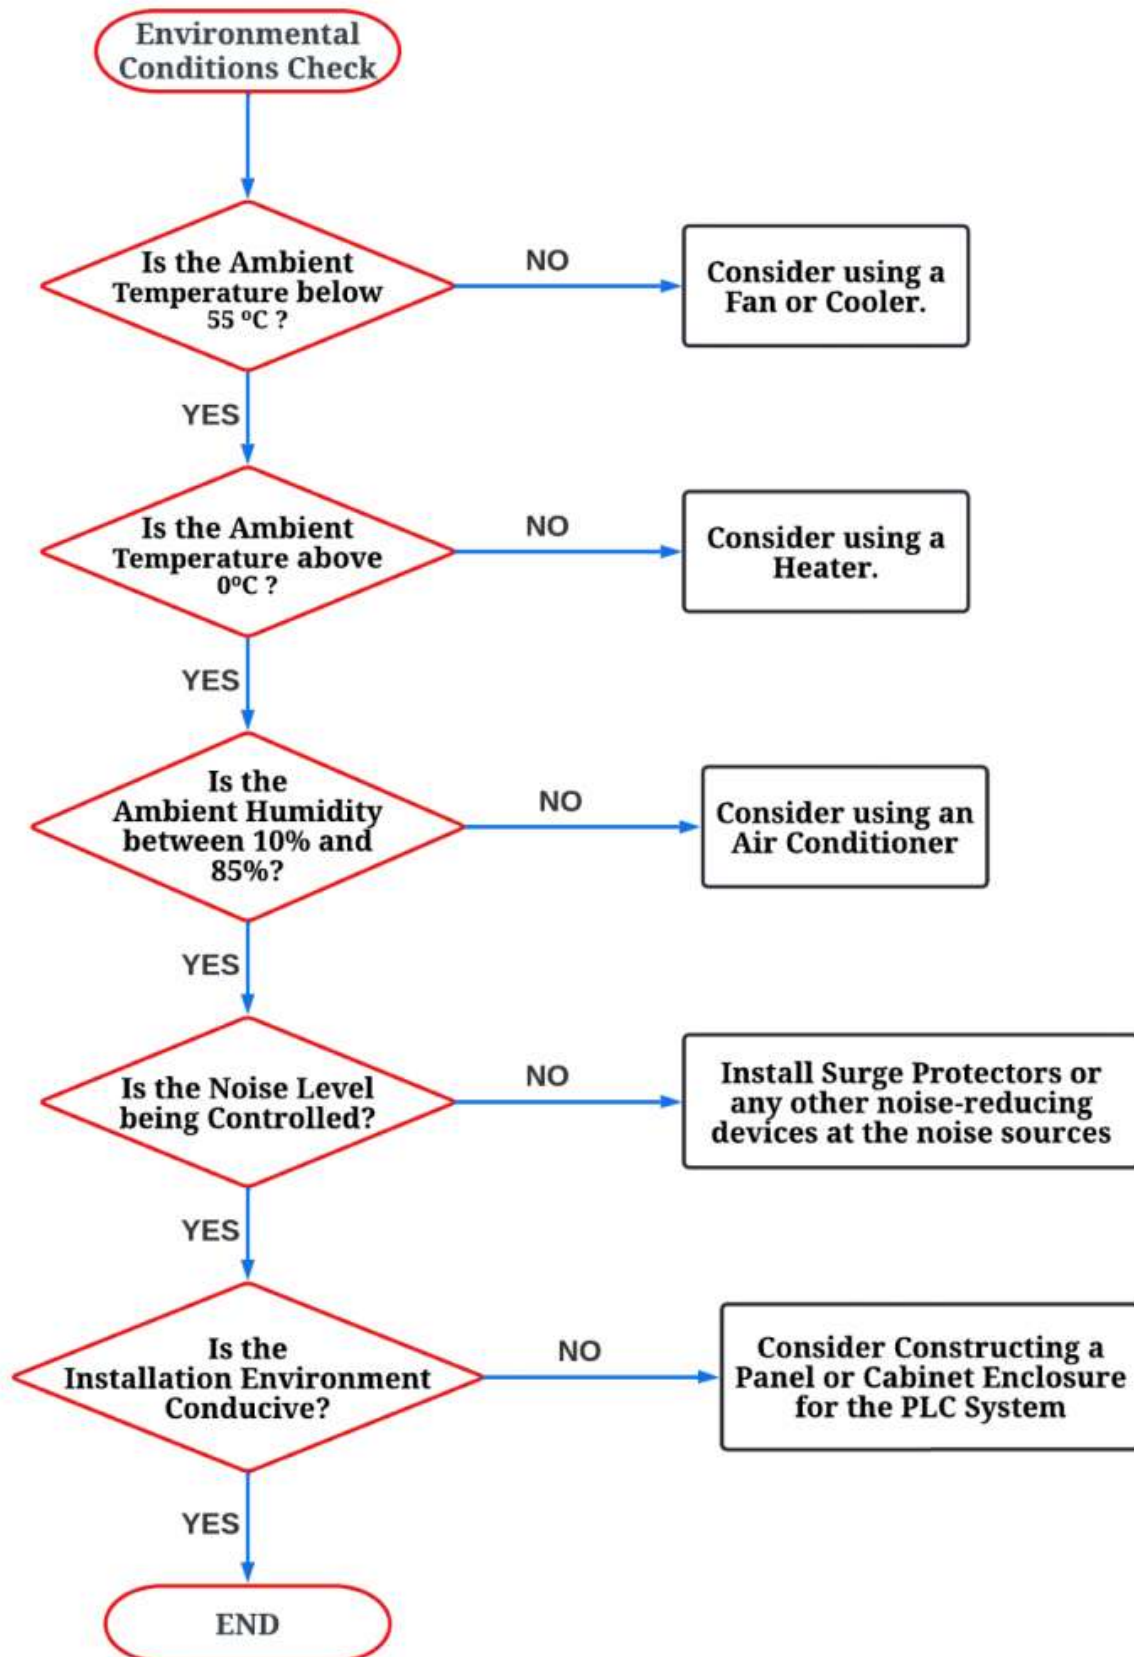 Environmental
Conditions Check
Is the Ambient
Temperature below
55 ºC ?
NO
Consider using a
Fan or Cooler.
YES
Is the Ambient
Temperature above
0ºC ?
NO
Consider using a
Heater.
YES
Is the
Ambient Humidity
between 10% and
85%?
NO
Consider using an
Air Conditioner
YES
Is the Noise Level
being Controlled?
NO
Install Surge Protectors or
any other noise-reducing
devices at the noise sources
YES
Is the
Installation Environment
Conducive?
NO
Consider Constructing a
Panel or Cabinet Enclosure
for the PLC System
YES
END